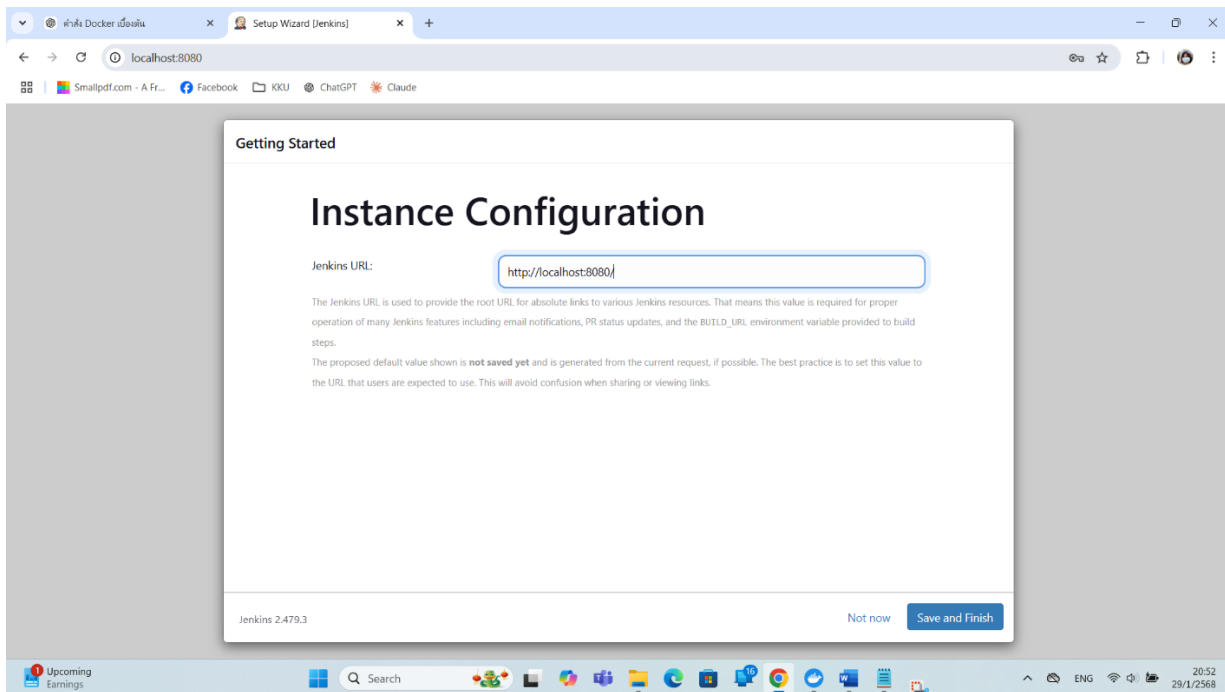 คำสั่ง Docker เบื้องต้น
Setup Wizard [Jenkins]
localhost:8080
Smallpdf.com - A Fr...
Facebook
KKU
ChatGPT
Claude
Getting Started
Instance Configuration
Jenkins URL:
http://localhost:8080/
The Jenkins URL is used to provide the root URL for absolute links to various Jenkins resources. That means this value is required for proper
operation of many Jenkins features including email notifications, PR status updates, and the BUILD_URL environment variable provided to build
steps.
The proposed default value shown is not saved yet and is generated from the current request, if possible. The best practice is to set this value to
the URL that users are expected to use. This will avoid confusion when sharing or viewing links.
Jenkins 2.479.3
Not now
Save and Finish
1
Upcoming
Earnings
Search
16
ENG
20:52
29/1/2568